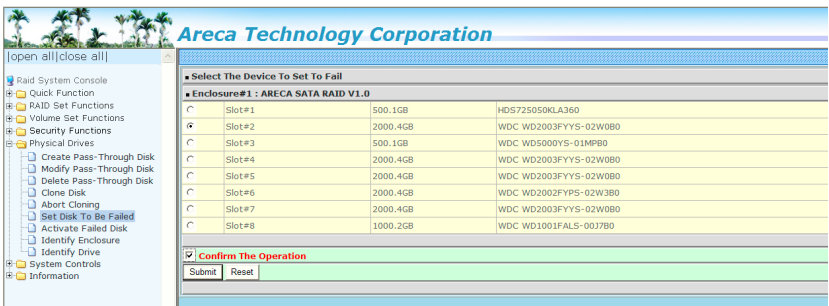 Areca Technology Corporation
|open all|close all|
Raid System Console
Quick Function
RAID Set Functions
Volume Set Functions
Security Functions
Physical Drives
Create Pass-Through Disk
Modify Pass-Through Disk
Delete Pass-Through Disk
Clone Disk
Abort Cloning
Set Disk To Be Failed
Activate Failed Disk
Identify Enclosure
Identify Drive
System Controls
Information
Select The Device To Set To Fail
Enclosure#1 : ARECA SATA RAID V1.0
Slot#1 500.1GB HDS725050KLA360
Slot#2 2000.4GB WDC WD2003FYYS-02W0B0
Slot#3 500.1GB WDC WD5000YS-01MPB0
Slot#4 2000.4GB WDC WD2003FYYS-02W0B0
Slot#5 2000.4GB WDC WD2003FYYS-02W0B0
Slot#6 2000.4GB WDC WD2002FYPS-02W3B0
Slot#7 2000.4GB WDC WD2003FYYS-02W0B0
Slot#8 1000.2GB WDC WD1001FALS-00J7B0
Confirm The Operation
Submit Reset